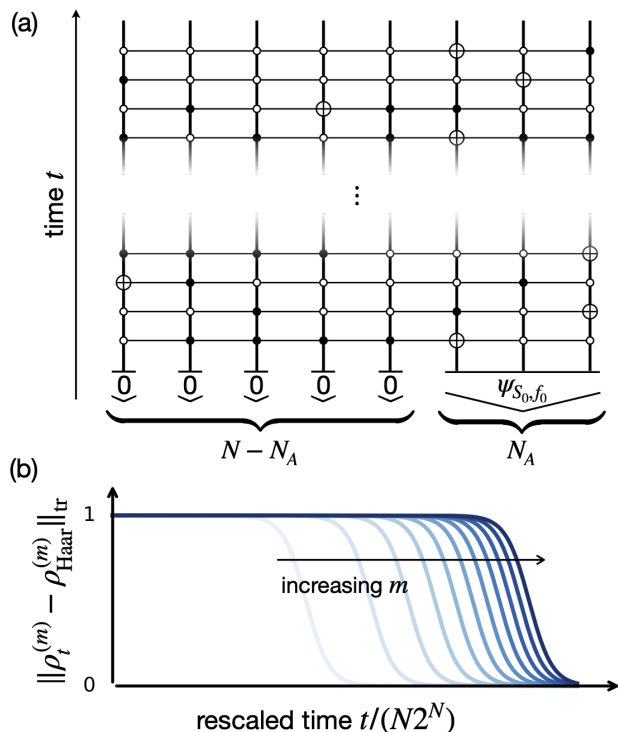 (a)
time t
⋮
0 0 0 0 0 ψ_{S_0,f_0}
N − N_A N_A
(b)
1
‖ρ_t^{(m)} − ρ_{Haar}^{(m)}‖_{tr}
increasing m
0
rescaled time t/(N2^N)